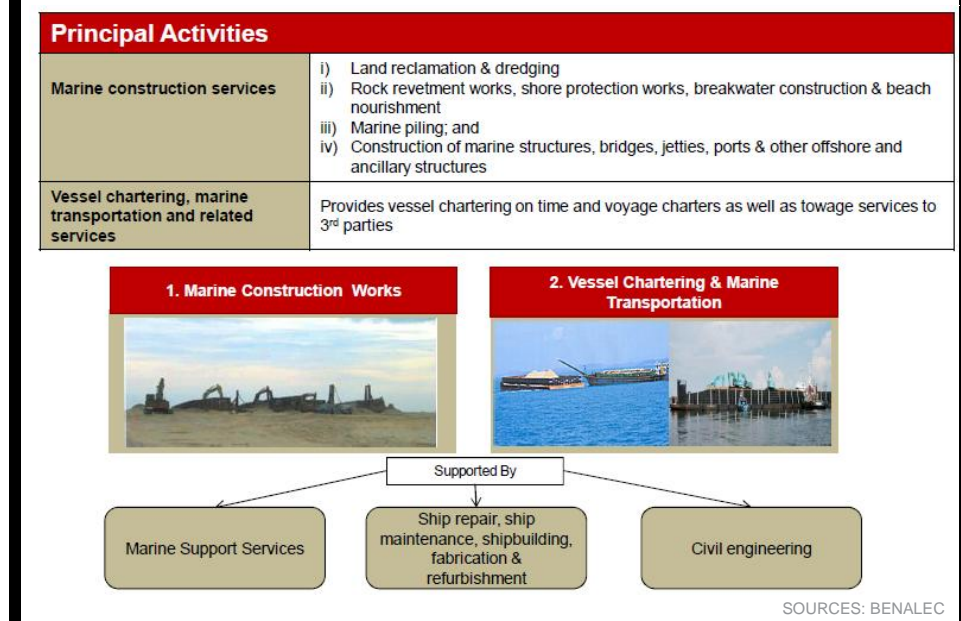 Principal Activities
Marine construction services
i) Land reclamation & dredging
ii) Rock revetment works, shore protection works, breakwater construction & beach
nourishment
iii) Marine piling; and
iv) Construction of marine structures, bridges, jetties, ports & other offshore and
ancillary structures
Vessel chartering, marine
transportation and related
services
Provides vessel chartering on time and voyage charters as well as towage services to
3rd parties
1. Marine Construction Works
2. Vessel Chartering & Marine
Transportation
Supported By
Marine Support Services
Ship repair, ship
maintenance, shipbuilding,
fabrication &
refurbishment
Civil engineering
SOURCES: BENALEC